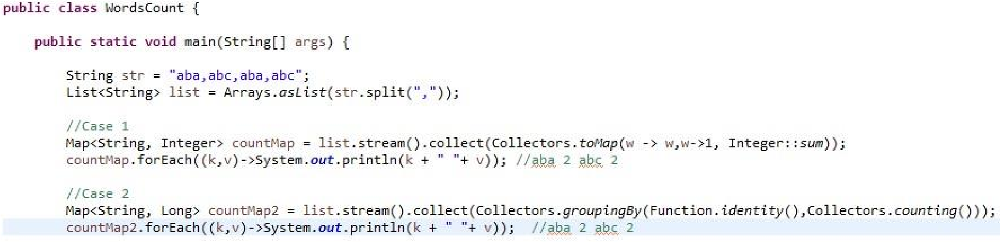 public class WordsCount {
public static void main(String[] args) {
String str = "aba,abc,aba,abc";
List<String> list = Arrays.asList(str.split(","));
//Case 1
Map<String, Integer> countMap = list.stream().collect(Collectors.toMap(w -> w,w->1, Integer::sum));
countMap.forEach((k,v)->System.out.println(k + " "+ v)); //aba 2 abc 2
//Case 2
Map<String, Long> countMap2 = list.stream().collect(Collectors.groupingBy(Function.identity(),Collectors.counting()));
countMap2.forEach((k,v)->System.out.println(k + " "+ v));  //aba 2 abc 2